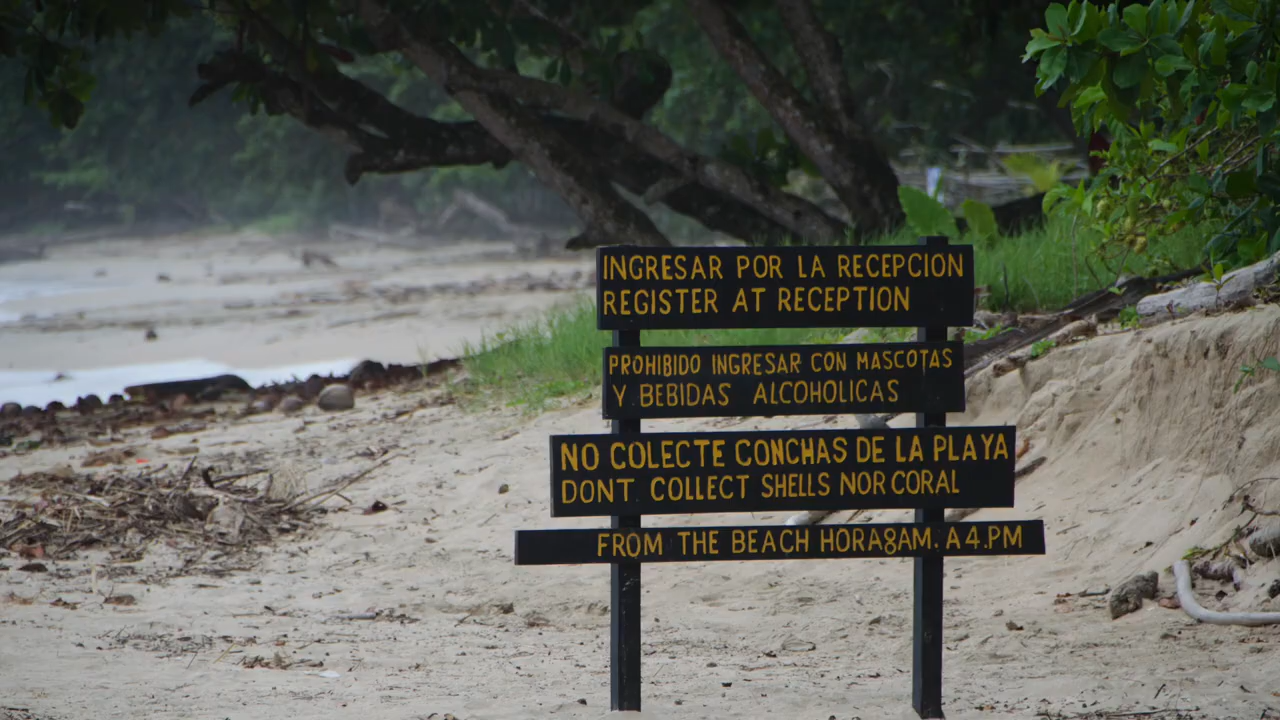 INGRESAR POR LA RECEPCION
REGISTER AT RECEPTION
PROHIBIDO INGRESAR CON MASCOTAS
Y BEBIDAS ALCOHOLICAS
NO COLECTE CONCHAS DE LA PLAYA
DONT COLLECT SHELLS NOR CORAL
FROM THE BEACH HORA8AM. A 4.PM